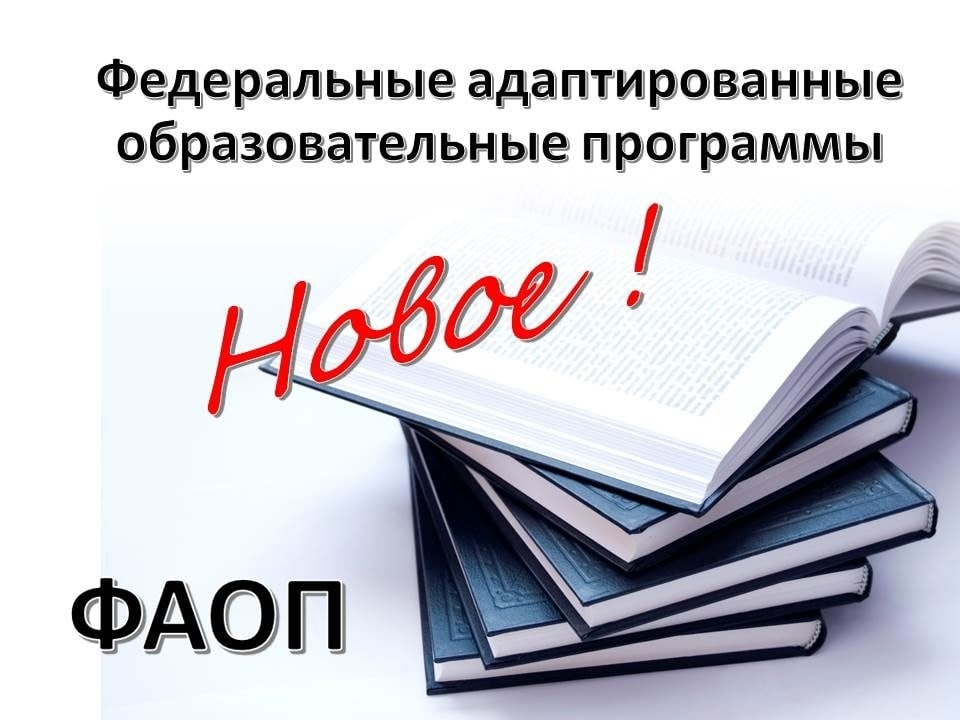 Федеральные адаптированные
образовательные программы
Новое !
ФАОП